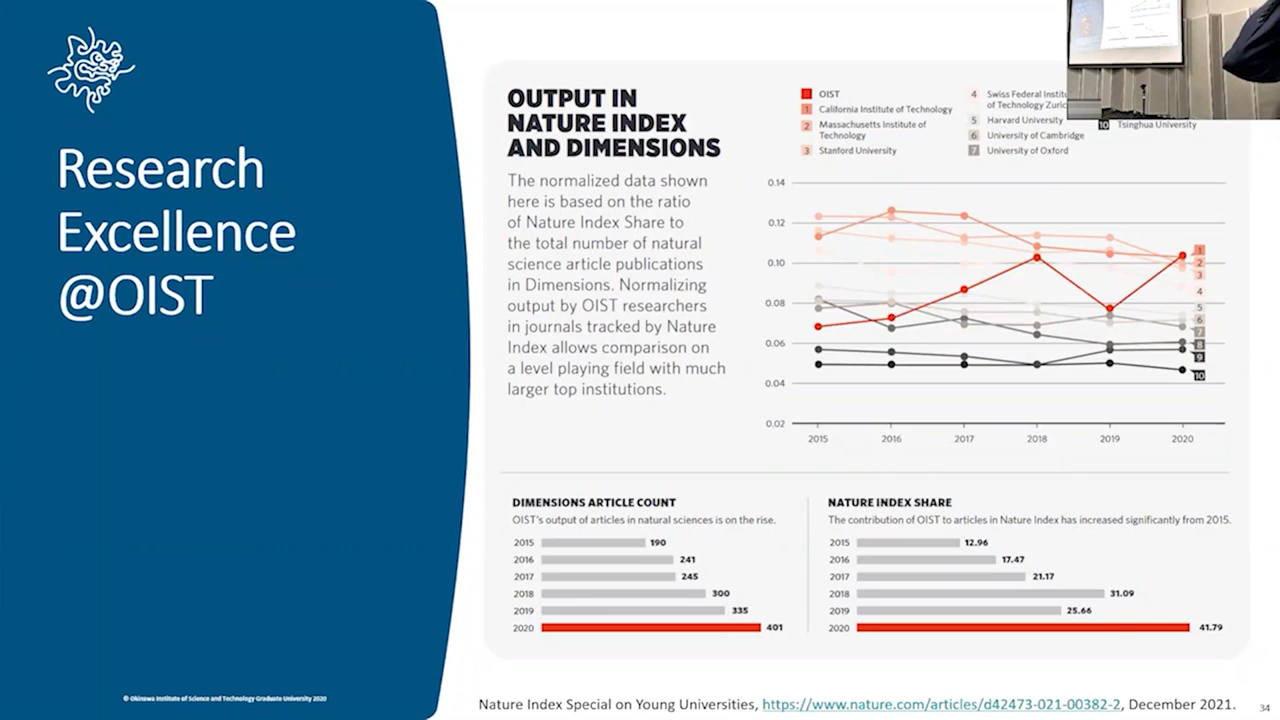 Research
Excellence
@OIST
© Okinawa Institute of Science and Technology Graduate University 2020
OUTPUT IN
NATURE INDEX
AND DIMENSIONS
The normalized data shown
here is based on the ratio
of Nature Index Share to
the total number of natural
science article publications
in Dimensions. Normalizing
output by OIST researchers
in journals tracked by Nature
Index allows comparison on
a level playing field with much
larger top institutions.
OIST
1 California Institute of Technology
2 Massachusetts Institute of
Technology
3 Stanford University
4 Swiss Federal
of Technology
5 Harvard University
6 University of Cambridge
7 University of Oxford
10 Tsinghua University
0.14
0.12
0.10
0.08
0.06
0.04
0.02
2015 2016 2017 2018 2019 2020
1
2
3
4
5
6
7
8
9
10
DIMENSIONS ARTICLE COUNT
OIST's output of articles in natural sciences is on the rise.
2015 190
2016 241
2017 245
2018 300
2019 335
2020 401
NATURE INDEX SHARE
The contribution of OIST to articles in Nature Index has increased significantly from 2015.
2015 12.96
2016 17.47
2017 21.17
2018 31.09
2019 25.66
2020 41.79
Nature Index Special on Young Universities, https://www.nature.com/articles/d42473-021-00382-2, December 2021.
34